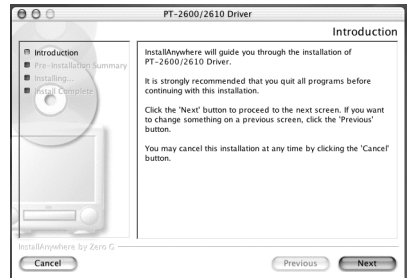 PT-2600/2610 Driver
Introduction
Introduction
Pre-Installation Summary
Installing...
Install Complete
InstallAnywhere will guide you through the installation of
PT-2600/2610 Driver.
It is strongly recommended that you quit all programs before
continuing with this installation.
Click the 'Next' button to proceed to the next screen. If you want
to change something on a previous screen, click the 'Previous'
button.
You may cancel this installation at any time by clicking the 'Cancel'
button.
InstallAnywhere by Zero G
Cancel
Previous
Next